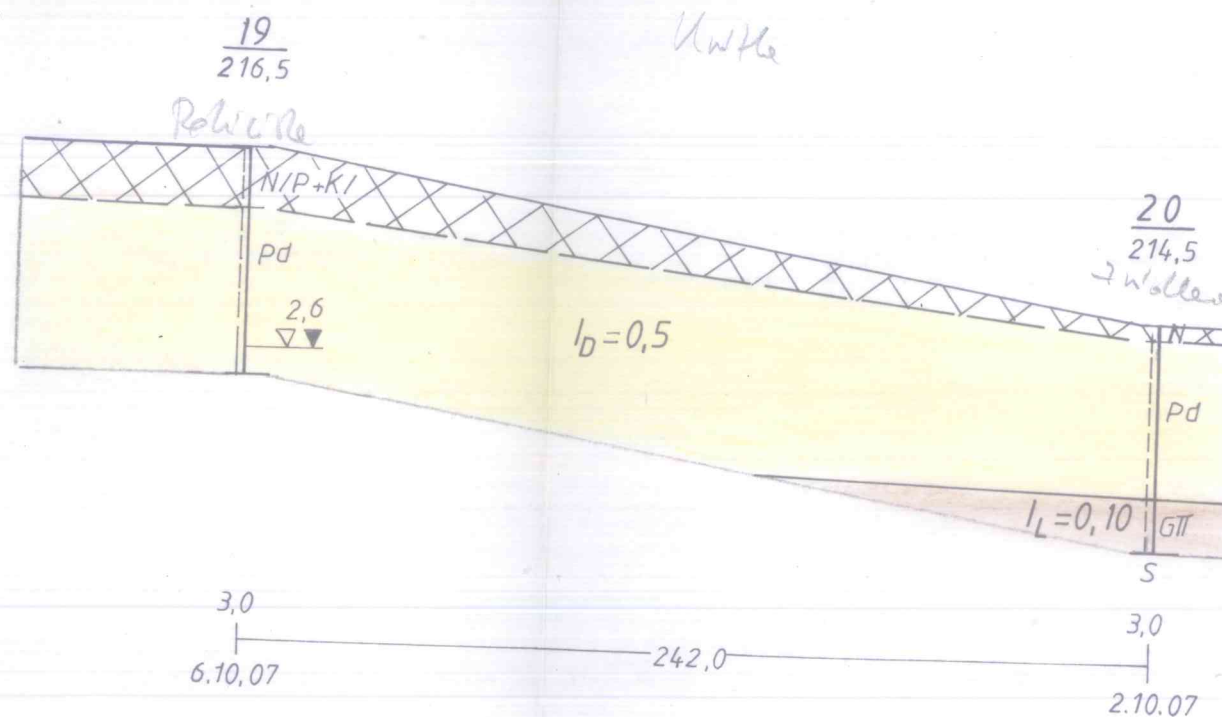 19
216,5
N/P+K/
Pd
2,6
I_D=0,5
20
214,5
N
Pd
I_L=0,10
Gπ
S
3,0
3,0
242,0
6.10,07
2.10.07